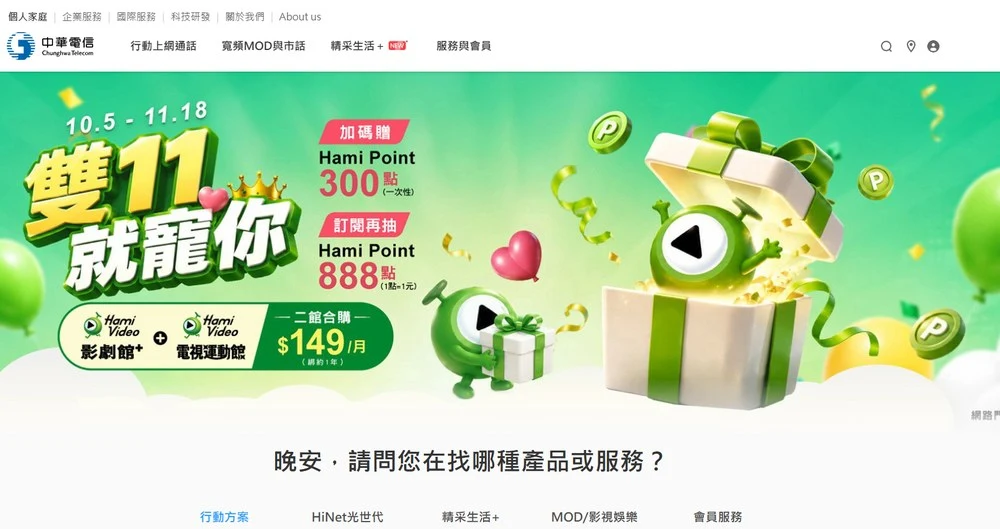 個人家庭 企業服務 國際服務 科技研發 關於我們 About us
中華電信
Chunghwa Telecom
行動上網通話 寬頻MOD與市話 精采生活+ NEW 服務與會員
10.5 - 11.18
雙11
就寵你
加碼贈
Hami Point
300點
(一次性)
訂閱再抽
Hami Point
888點
(1點=1元)
Hami Video
影劇館+
+
Hami Video
電視運動館
二館合購
$149/月
(綁約1年)
P
P
P
網路門
晚安,請問您在找哪種產品或服務?
行動方案 HiNet光世代 精采生活+ MOD/影視娛樂 會員服務